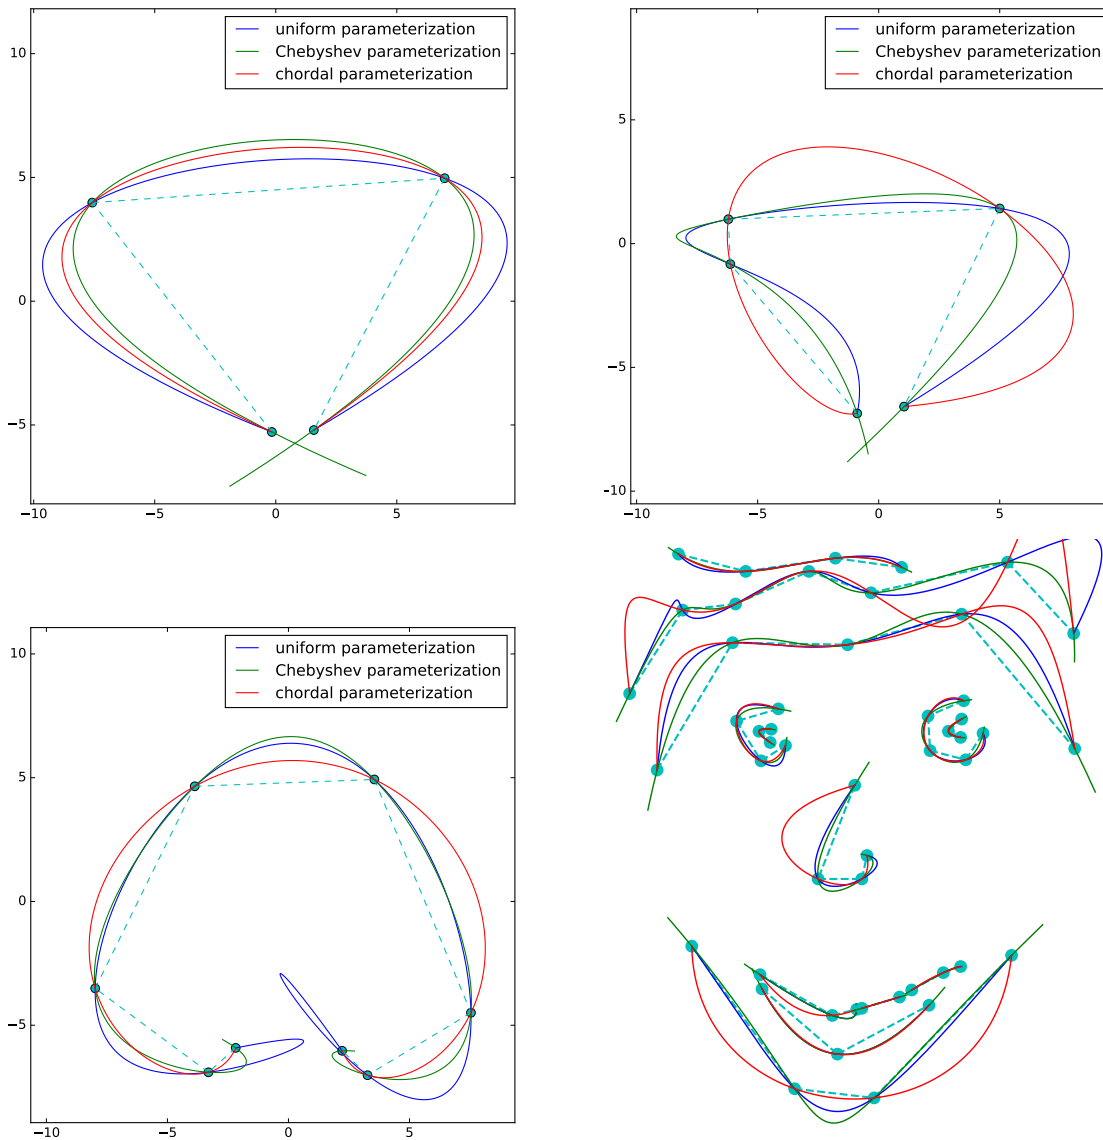 uniform parameterization
Chebyshev parameterization
chordal parameterization
10
5
0
−5
−10 −5 0 5
uniform parameterization
Chebyshev parameterization
chordal parameterization
5
0
−5
−10
−10 −5 0 5
uniform parameterization
Chebyshev parameterization
chordal parameterization
10
5
0
−5
−10 −5 0 5